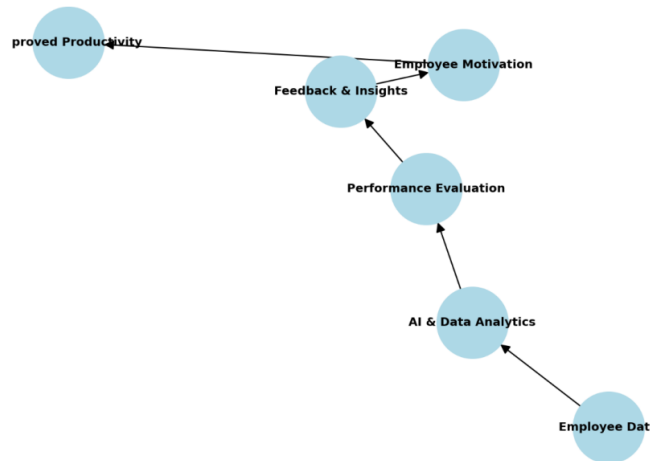 proved Productivity
Employee Motivation
Feedback & Insights
Performance Evaluation
AI & Data Analytics
Employee Dat